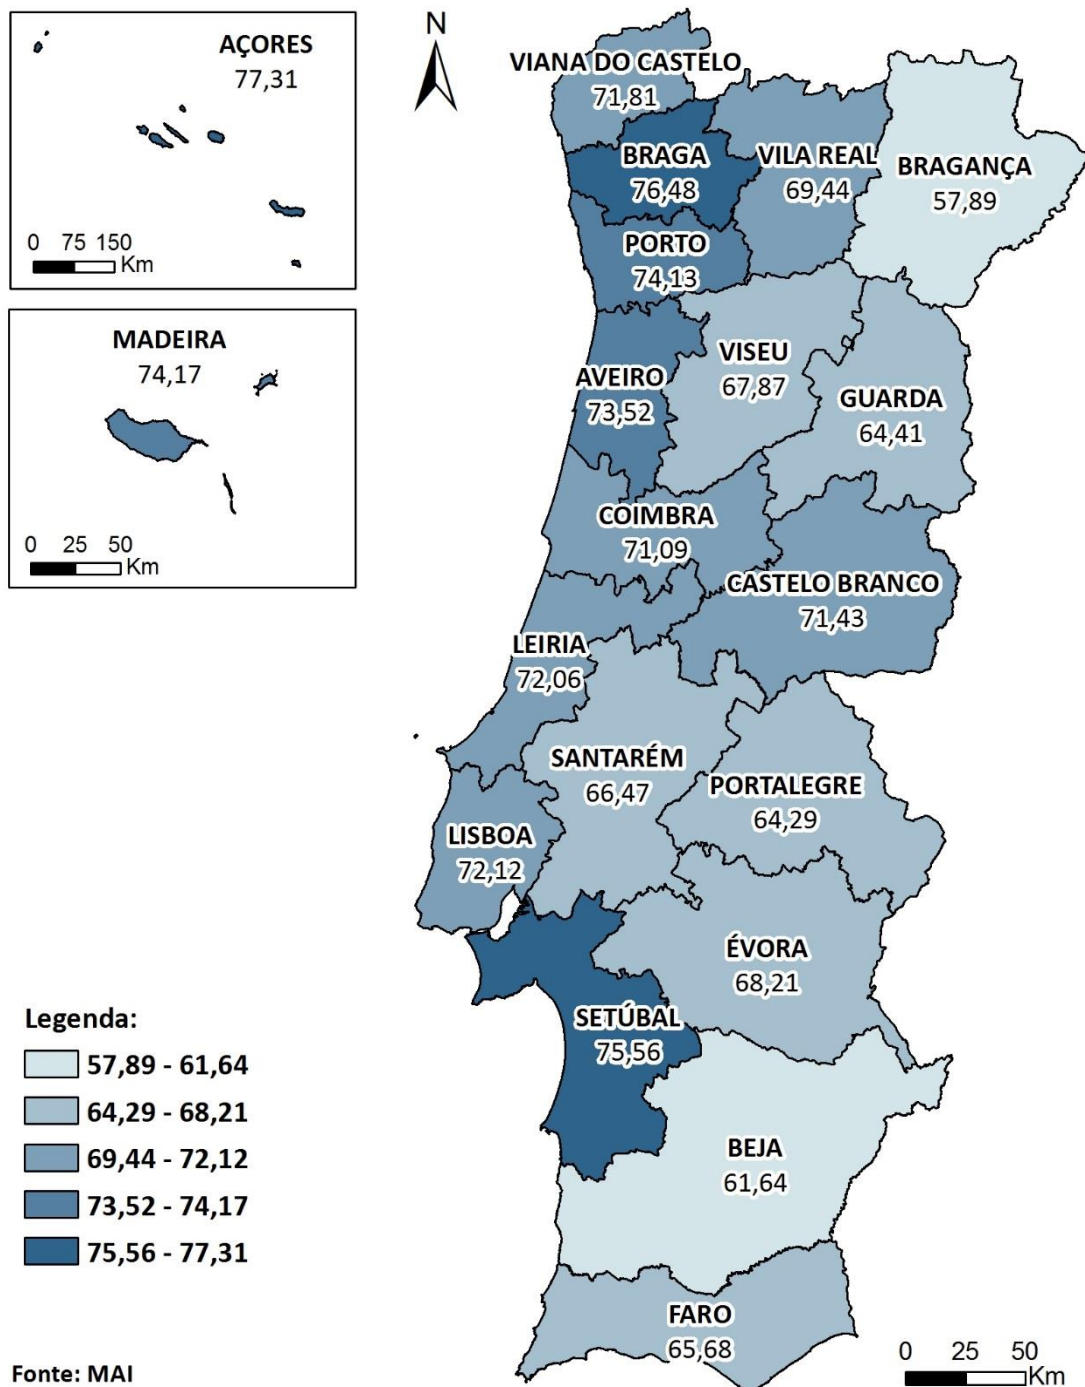 AÇORES
77,31
0 75 150
Km
MADEIRA
74,17
0 25 50
Km
N
VIANA DO CASTELO
71,81
BRAGA
76,48
VILA REAL
69,44
BRAGANÇA
57,89
PORTO
74,13
AVEIRO
73,52
VISEU
67,87
GUARDA
64,41
COIMBRA
71,09
CASTELO BRANCO
71,43
LEIRIA
72,06
SANTARÉM
66,47
PORTALEGRE
64,29
LISBOA
72,12
ÉVORA
68,21
SETÚBAL
75,56
BEJA
61,64
FARO
65,68
Legenda:
57,89 - 61,64
64,29 - 68,21
69,44 - 72,12
73,52 - 74,17
75,56 - 77,31
Fonte: MAI
0 25 50
Km